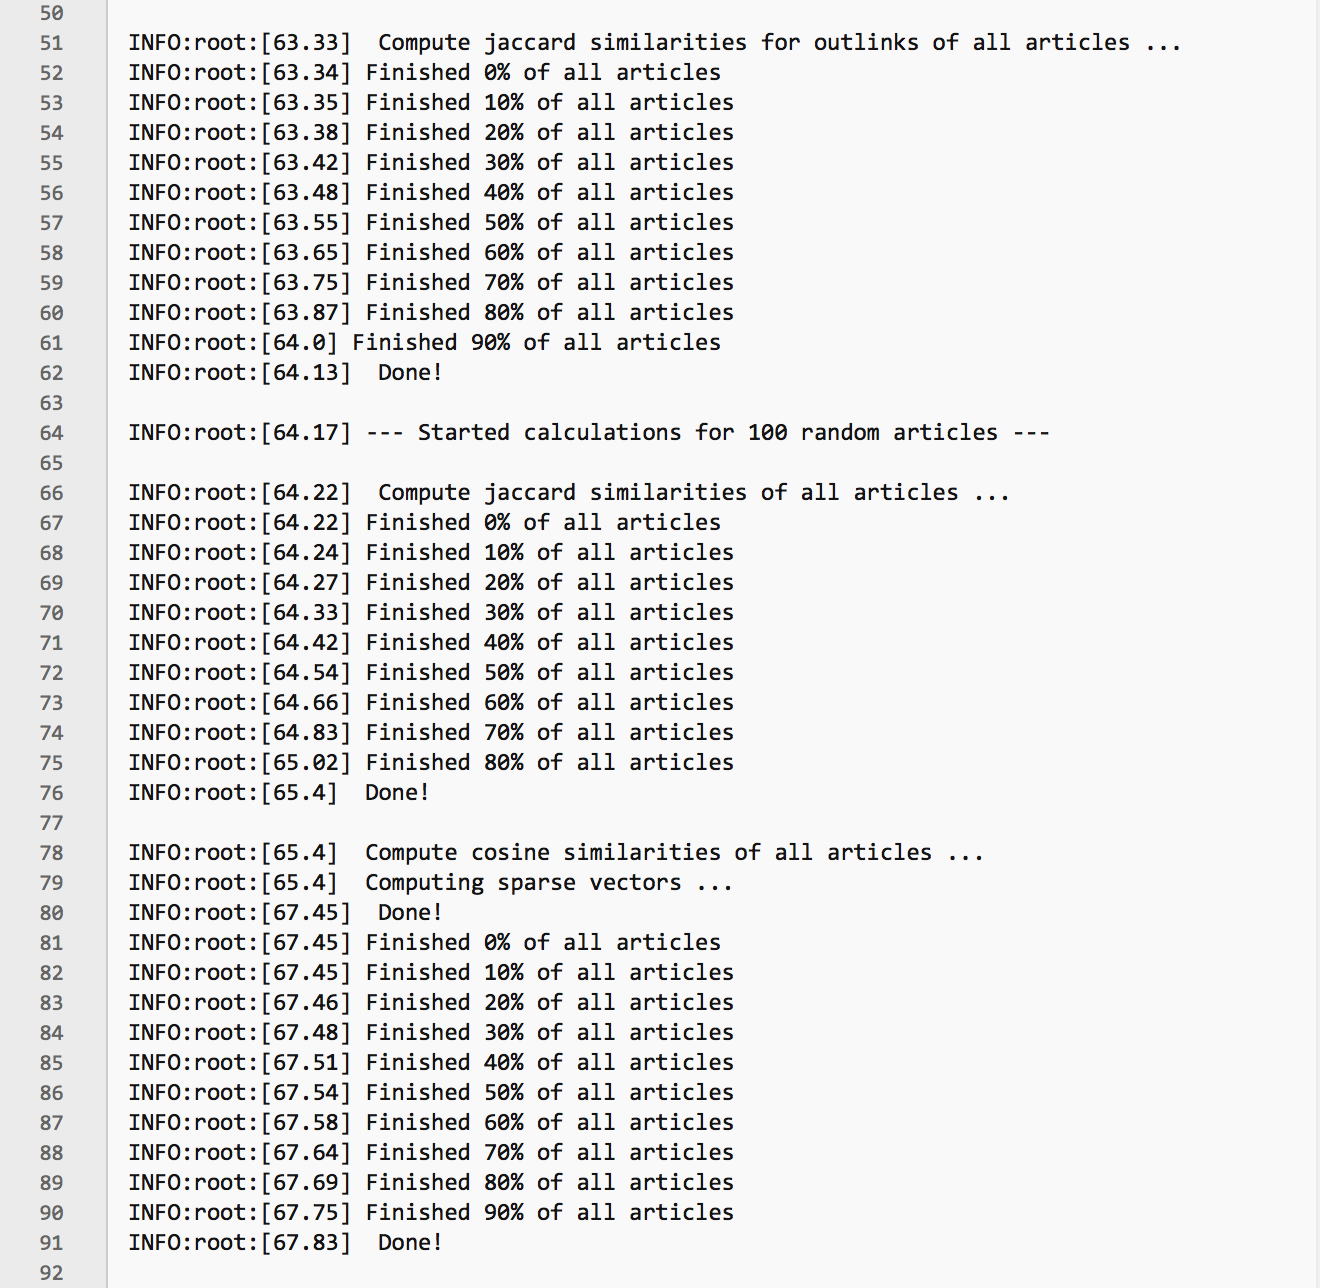 50
51 INFO:root:[63.33]  Compute jaccard similarities for outlinks of all articles ...
52 INFO:root:[63.34] Finished 0% of all articles
53 INFO:root:[63.35] Finished 10% of all articles
54 INFO:root:[63.38] Finished 20% of all articles
55 INFO:root:[63.42] Finished 30% of all articles
56 INFO:root:[63.48] Finished 40% of all articles
57 INFO:root:[63.55] Finished 50% of all articles
58 INFO:root:[63.65] Finished 60% of all articles
59 INFO:root:[63.75] Finished 70% of all articles
60 INFO:root:[63.87] Finished 80% of all articles
61 INFO:root:[64.0] Finished 90% of all articles
62 INFO:root:[64.13]  Done!
63
64 INFO:root:[64.17] --- Started calculations for 100 random articles ---
65
66 INFO:root:[64.22]  Compute jaccard similarities of all articles ...
67 INFO:root:[64.22] Finished 0% of all articles
68 INFO:root:[64.24] Finished 10% of all articles
69 INFO:root:[64.27] Finished 20% of all articles
70 INFO:root:[64.33] Finished 30% of all articles
71 INFO:root:[64.42] Finished 40% of all articles
72 INFO:root:[64.54] Finished 50% of all articles
73 INFO:root:[64.66] Finished 60% of all articles
74 INFO:root:[64.83] Finished 70% of all articles
75 INFO:root:[65.02] Finished 80% of all articles
76 INFO:root:[65.4]  Done!
77
78 INFO:root:[65.4]  Compute cosine similarities of all articles ...
79 INFO:root:[65.4]  Computing sparse vectors ...
80 INFO:root:[67.45]  Done!
81 INFO:root:[67.45] Finished 0% of all articles
82 INFO:root:[67.45] Finished 10% of all articles
83 INFO:root:[67.46] Finished 20% of all articles
84 INFO:root:[67.48] Finished 30% of all articles
85 INFO:root:[67.51] Finished 40% of all articles
86 INFO:root:[67.54] Finished 50% of all articles
87 INFO:root:[67.58] Finished 60% of all articles
88 INFO:root:[67.64] Finished 70% of all articles
89 INFO:root:[67.69] Finished 80% of all articles
90 INFO:root:[67.75] Finished 90% of all articles
91 INFO:root:[67.83]  Done!
92